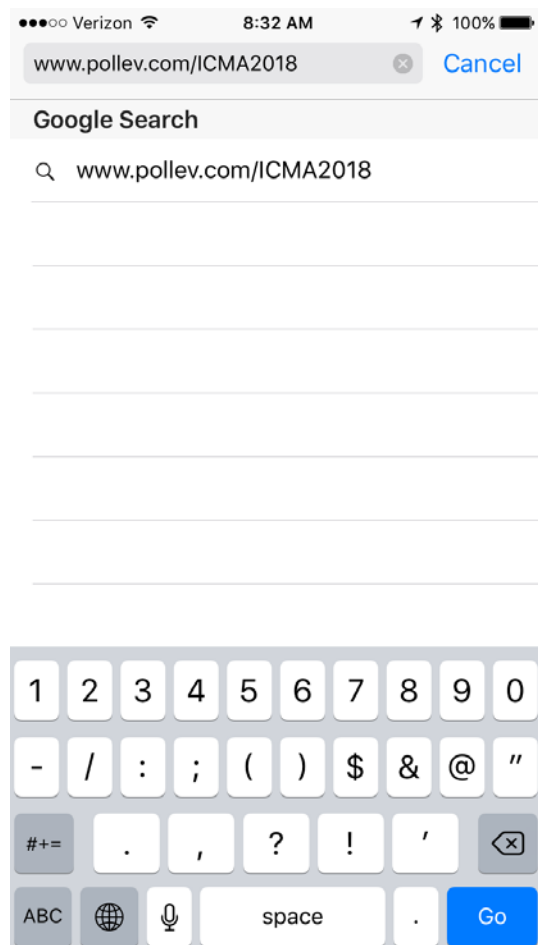 ●●●○○ Verizon 8:32 AM 100%
www.pollev.com/ICMA2018 Cancel
Google Search
www.pollev.com/ICMA2018
1 2 3 4 5 6 7 8 9 0
- / : ; ( ) $ & @ "
#+= . , ? ! ′
ABC space . Go